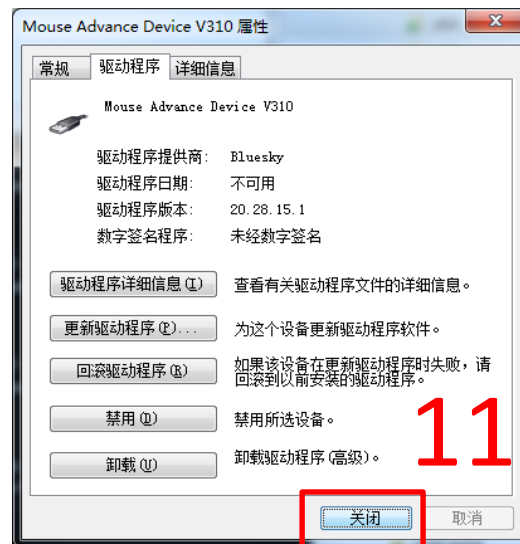 Mouse Advance Device V310 属性
常规 驱动程序 详细信息
Mouse Advance Device V310
驱动程序提供商: Bluesky
驱动程序日期: 不可用
驱动程序版本: 20.28.15.1
数字签名程序: 未经数字签名
驱动程序详细信息(I) 查看有关驱动程序文件的详细信息。
更新驱动程序(P)... 为这个设备更新驱动程序软件。
回滚驱动程序(R) 如果该设备在更新驱动程序时失败，请
回滚到以前安装的驱动程序。
禁用(D) 禁用所选设备。
卸载(U) 卸载驱动程序(高级)。
11
关闭 取消